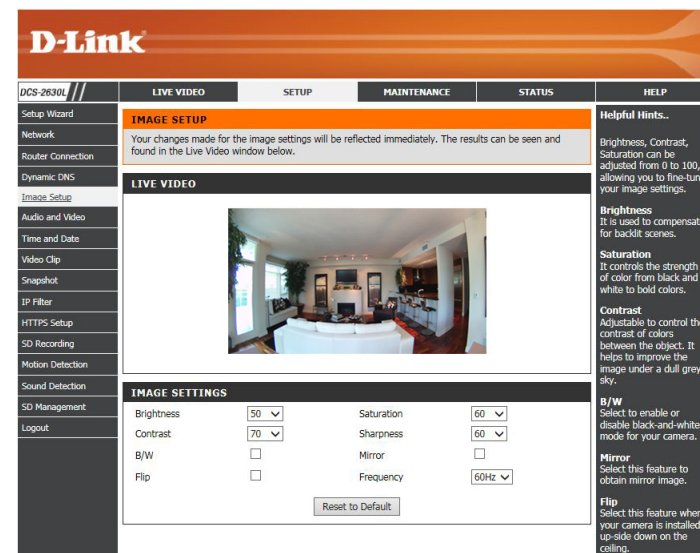 D-Link
DCS-2630L
LIVE VIDEO
SETUP
MAINTENANCE
STATUS
HELP
Setup Wizard
Network
Router Connection
Dynamic DNS
Image Setup
Audio and Video
Time and Date
Video Clip
Snapshot
IP Filter
HTTPS Setup
SD Recording
Motion Detection
Sound Detection
SD Management
Logout
IMAGE SETUP
Your changes made for the image settings will be reflected immediately. The results can be seen and
found in the Live Video window below.
LIVE VIDEO
IMAGE SETTINGS
Brightness 50 Saturation 60
Contrast 70 Sharpness 60
B/W Mirror
Flip Frequency 60Hz
Reset to Default
Helpful Hints..
Brightness, Contrast,
Saturation can be
adjusted from 0 to 100,
allowing you to fine-tun
your image settings.
Brightness
It is used to compensat
for backlit scenes.
Saturation
It controls the strength
of color from black and
white to bold colors.
Contrast
Adjustable to control the
contrast of colors
between the object. It
helps to improve the
image under a dull grey
sky.
B/W
Select to enable or
disable black-and-white
mode for your camera.
Mirror
Select this feature to
obtain mirror image.
Flip
Select this feature when
your camera is installed
up-side down on the
ceiling.